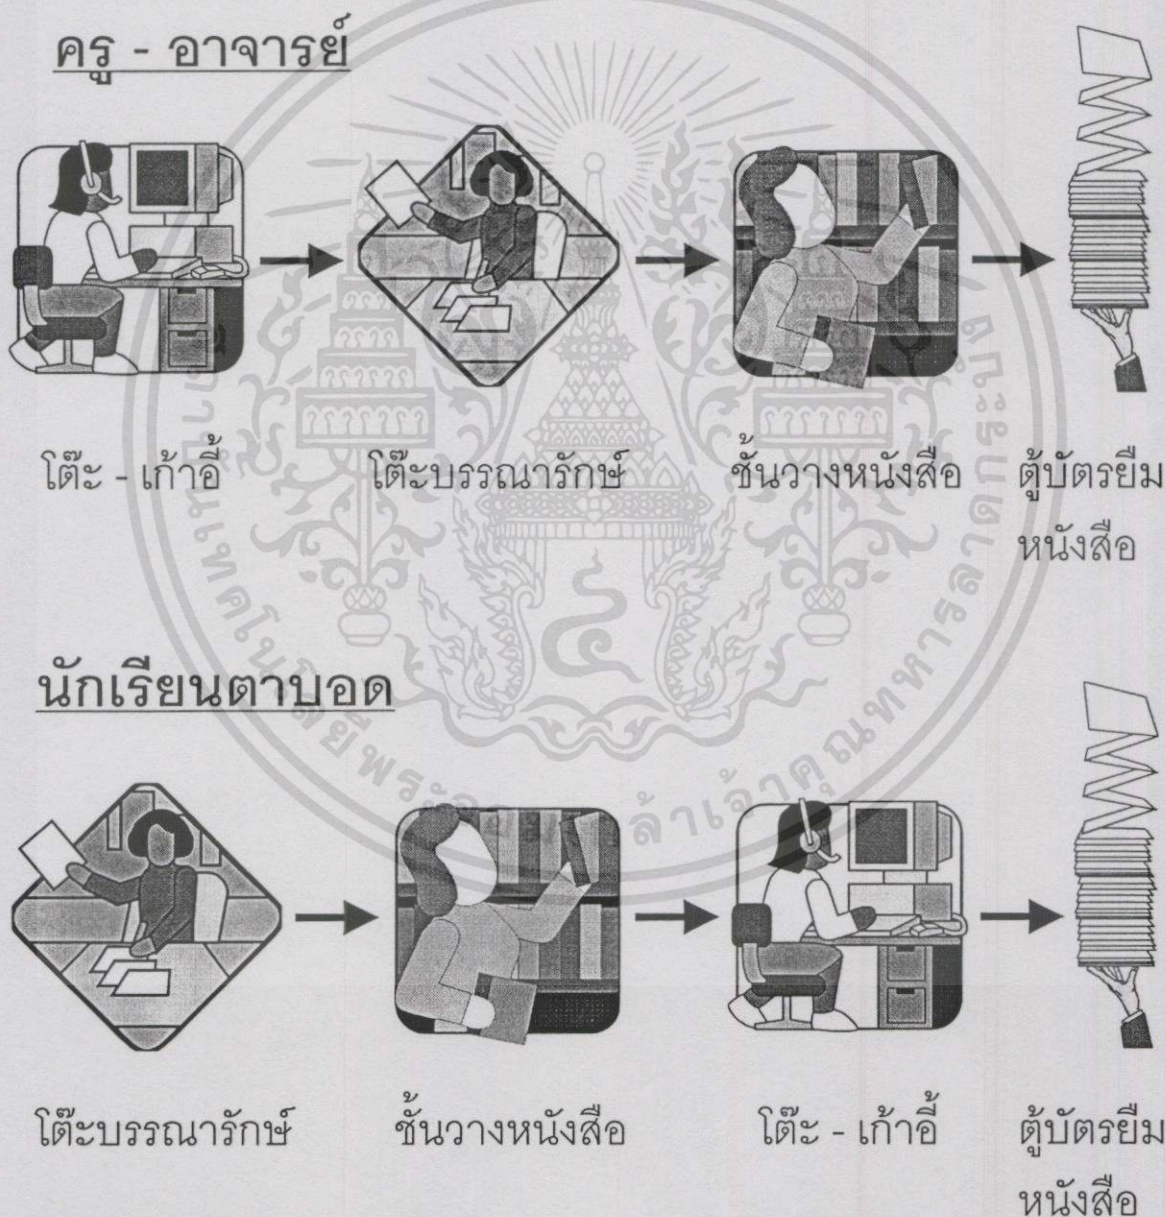 ครู - อาจารย์
โต๊ะ - เก้าอี้ โต๊ะบรรณารักษ์ ชั้นวางหนังสือ ตู้บัตรยืม
หนังสือ
นักเรียนตาบอด
โต๊ะบรรณารักษ์ ชั้นวางหนังสือ โต๊ะ - เก้าอี้ ตู้บัตรยืม
หนังสือ